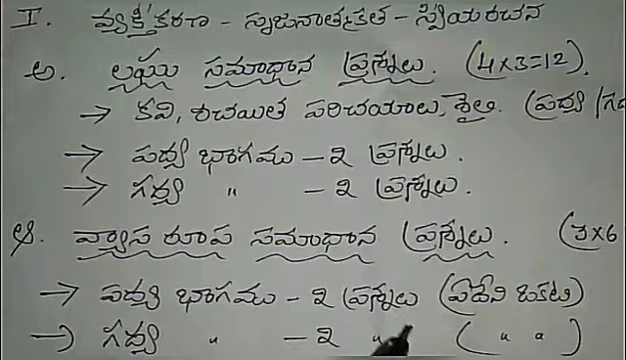 I. వ్యక్తీకరణ - సృజనాత్మకత - స్వీయరచన
అ. లఘు సమాధాన ప్రశ్నలు. (4×3=12).
→ కవి, రచయిత పరిచయాలు, శైలి. (పద్య /గద
→ పద్య భాగము - 2 ప్రశ్నలు.
→ గద్య " - 2 ప్రశ్నలు.
ఆ. వ్యాస రూప సమాధాన ప్రశ్నలు. (3×6
→ పద్య భాగము - 2 ప్రశ్నలు (ఏదేని ఒకటి)
→ గద్య " - 2 " ( " " )